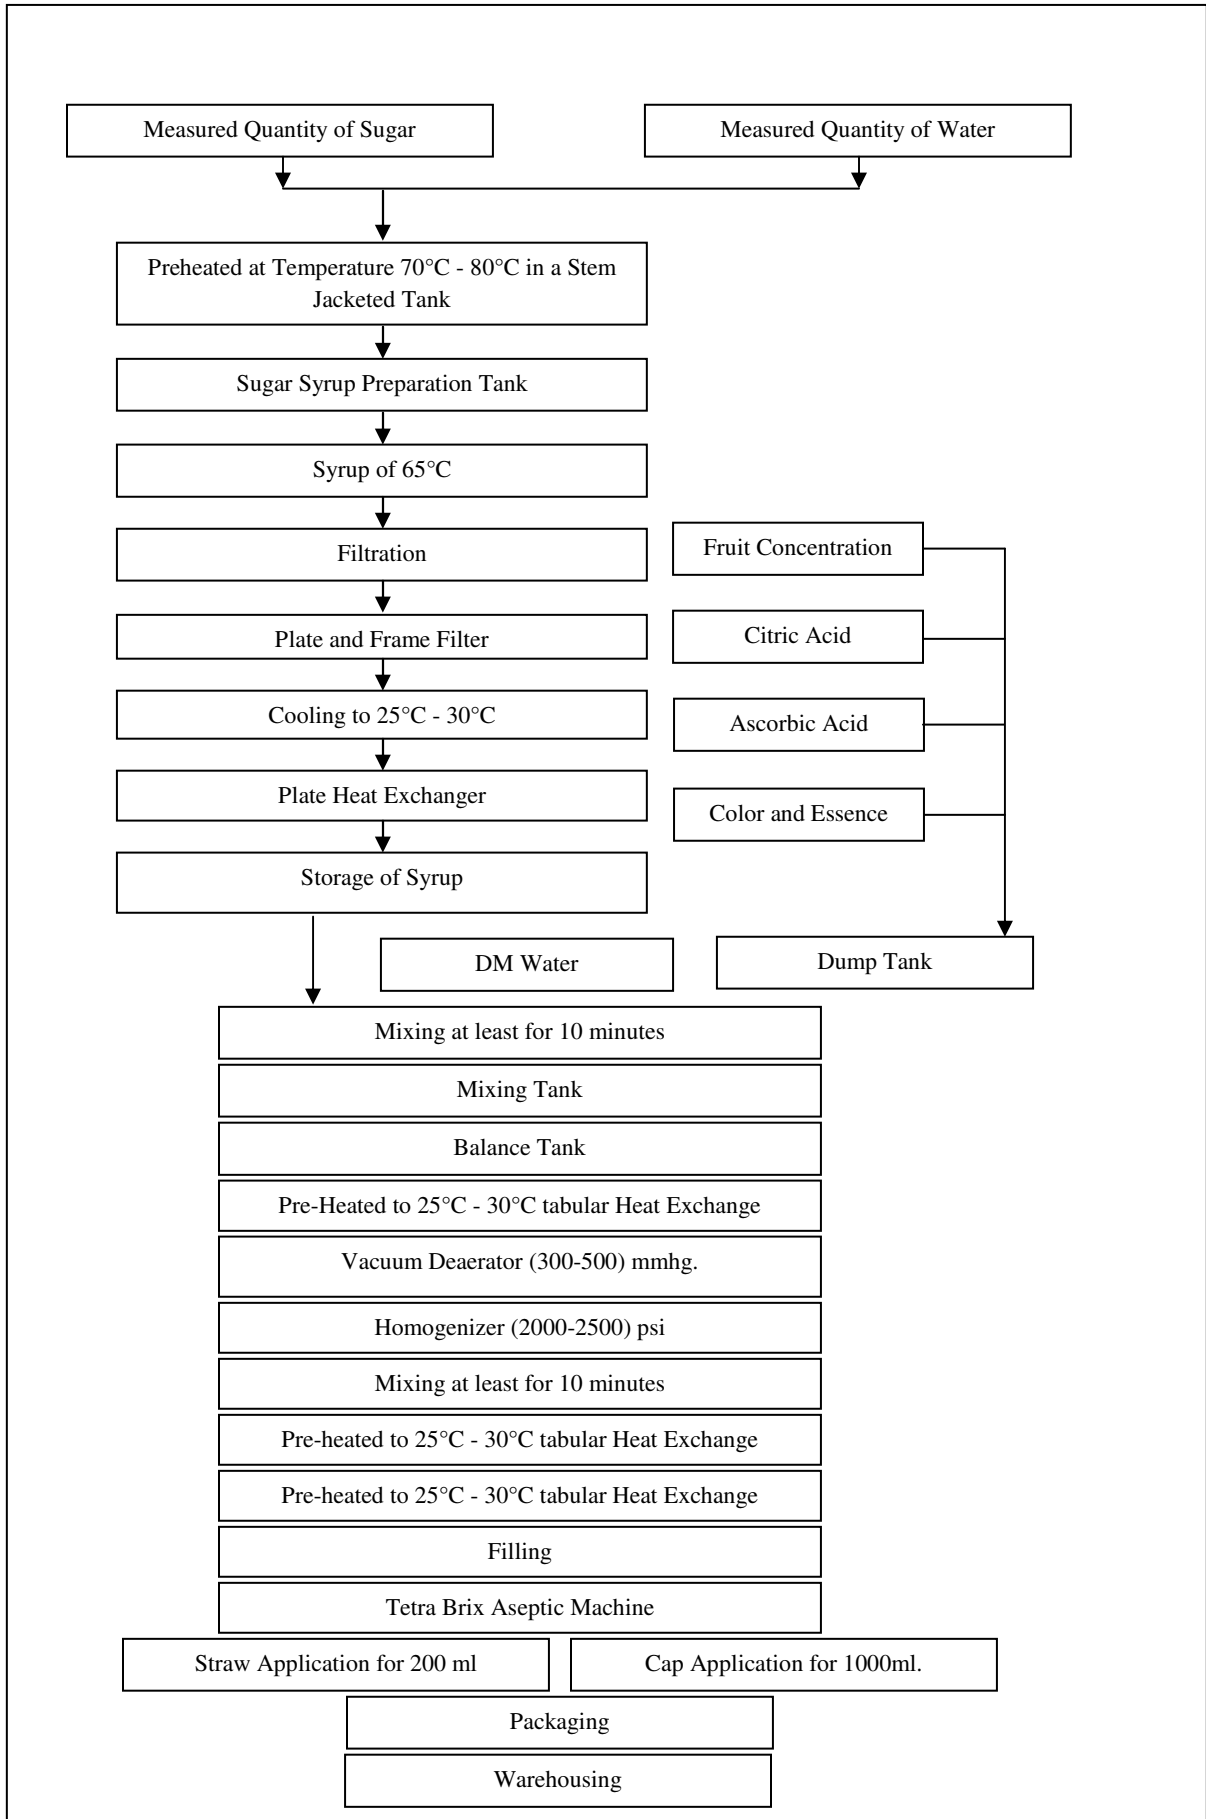 Measured Quantity of Sugar
Measured Quantity of Water
Preheated at Temperature 70°C - 80°C in a Stem
Jacketed Tank
Sugar Syrup Preparation Tank
Syrup of 65°C
Filtration
Plate and Frame Filter
Cooling to 25°C - 30°C
Plate Heat Exchanger
Storage of Syrup
Fruit Concentration
Citric Acid
Ascorbic Acid
Color and Essence
DM Water
Dump Tank
Mixing at least for 10 minutes
Mixing Tank
Balance Tank
Pre-Heated to 25°C - 30°C tabular Heat Exchange
Vacuum Deaerator (300-500) mmhg.
Homogenizer (2000-2500) psi
Mixing at least for 10 minutes
Pre-heated to 25°C - 30°C tabular Heat Exchange
Pre-heated to 25°C - 30°C tabular Heat Exchange
Filling
Tetra Brix Aseptic Machine
Straw Application for 200 ml
Cap Application for 1000ml.
Packaging
Warehousing